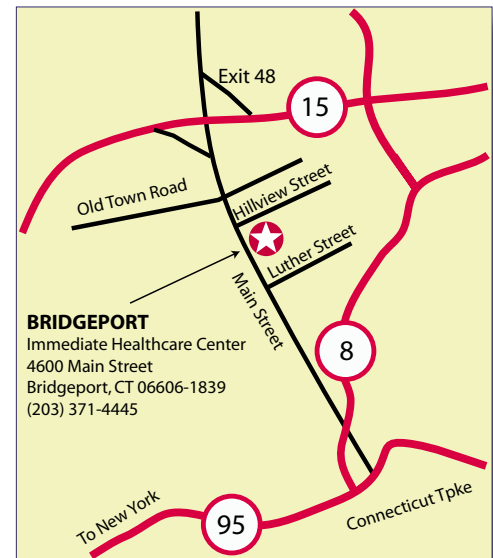 Exit 48
15
Old Town Road
Hillview Street
Luther Street
Main Street
BRIDGEPORT
Immediate Healthcare Center
4600 Main Street
Bridgeport, CT 06606-1839
(203) 371-4445
8
To New York
95
Connecticut Tpke